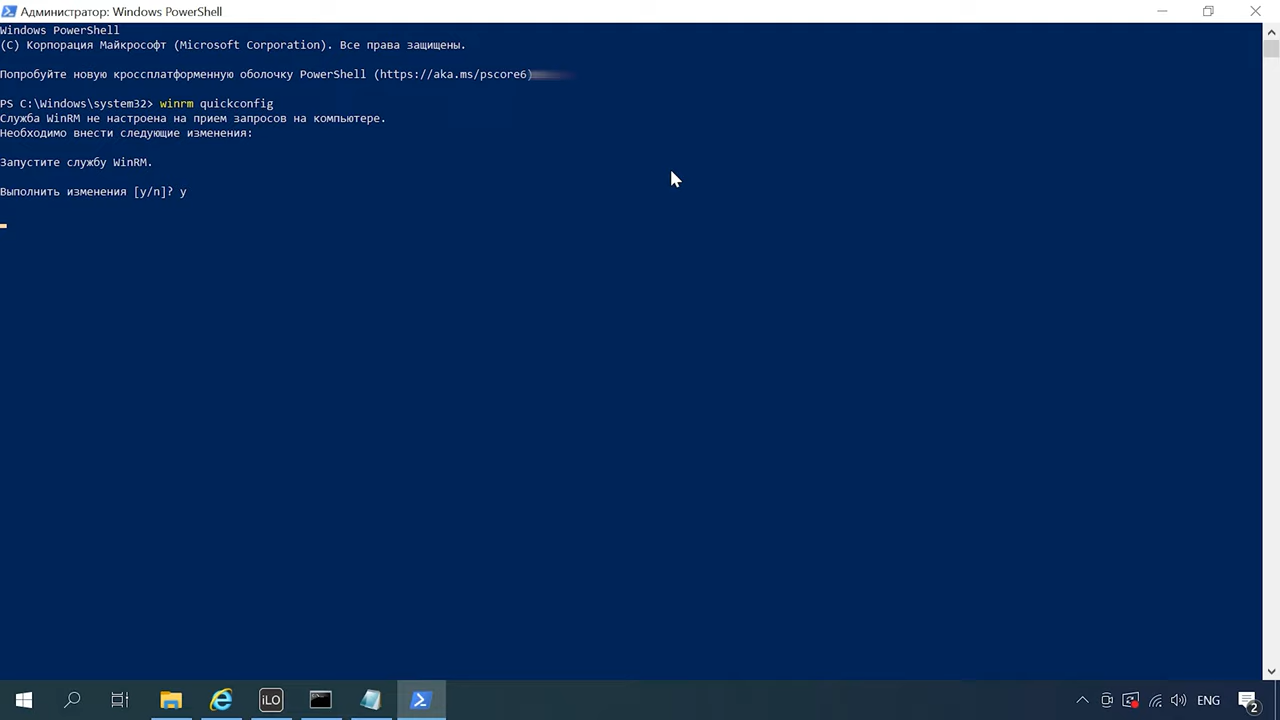 Администратор: Windows PowerShell
Windows PowerShell
(C) Корпорация Майкрософт (Microsoft Corporation). Все права защищены.
Попробуйте новую кроссплатформенную оболочку PowerShell (https://aka.ms/pscore6)
PS C:\Windows\system32> winrm quickconfig
Служба WinRM не настроена на прием запросов на компьютере.
Необходимо внести следующие изменения:
Запустите службу WinRM.
Выполнить изменения [y/n]? y
iLO
ENG
2